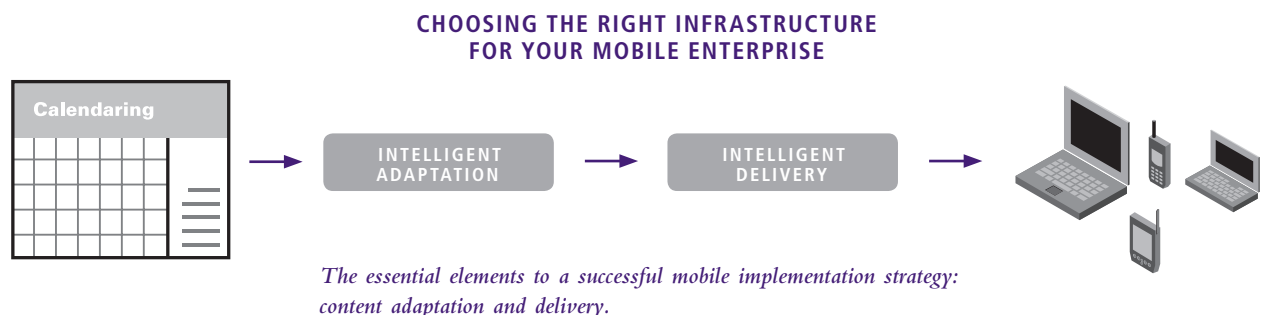 CHOOSING THE RIGHT INFRASTRUCTURE
FOR YOUR MOBILE ENTERPRISE
Calendaring
INTELLIGENT
ADAPTATION
INTELLIGENT
DELIVERY
The essential elements to a successful mobile implementation strategy:
content adaptation and delivery.